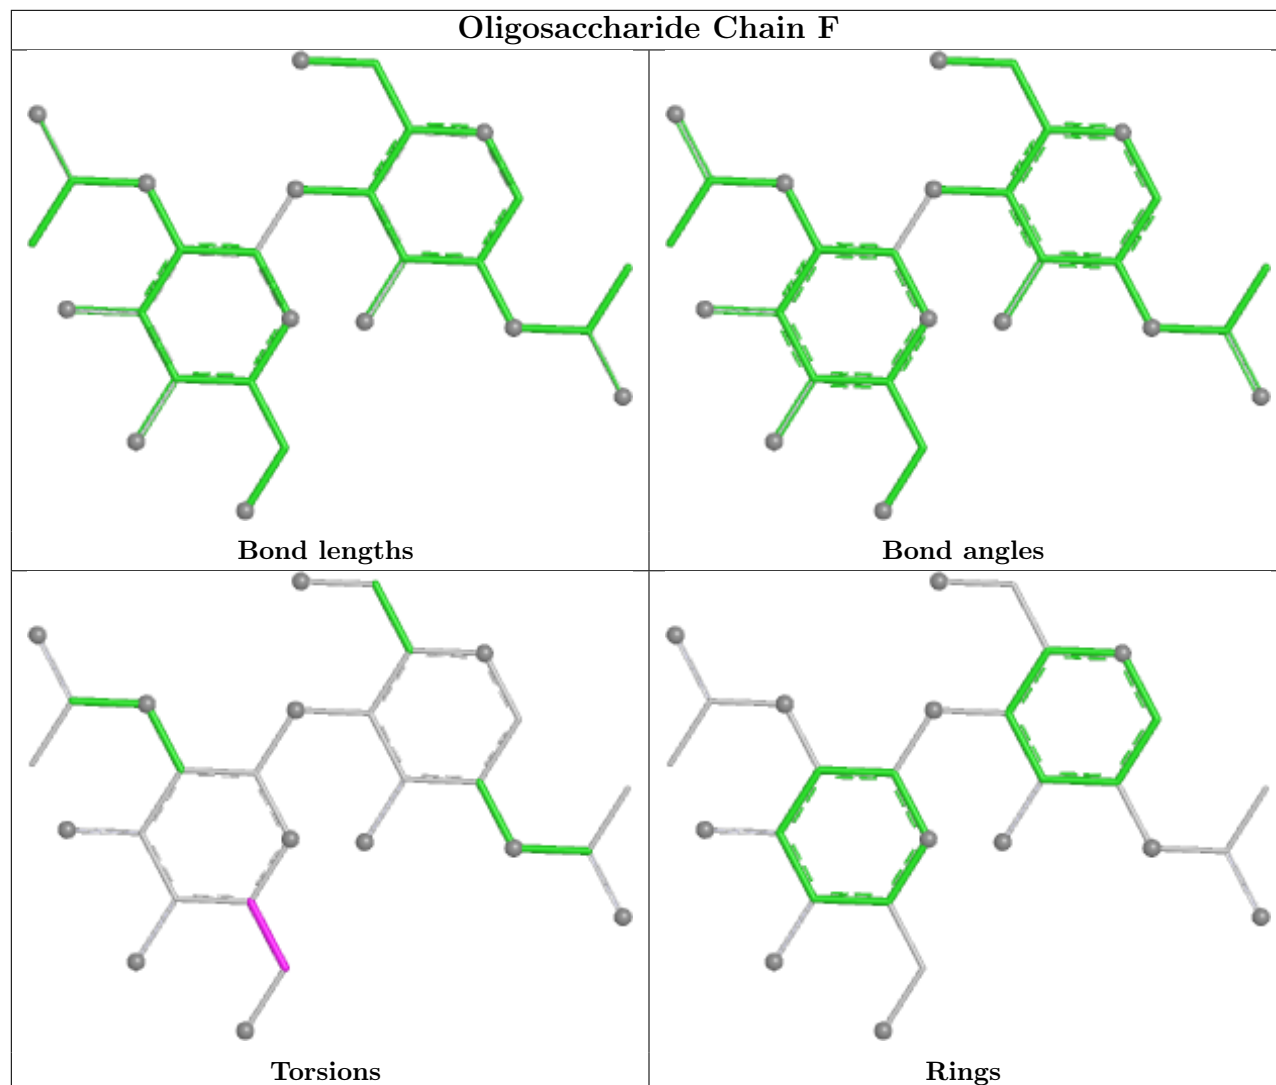 Oligosaccharide Chain F
Bond lengths
Bond angles
Torsions
Rings